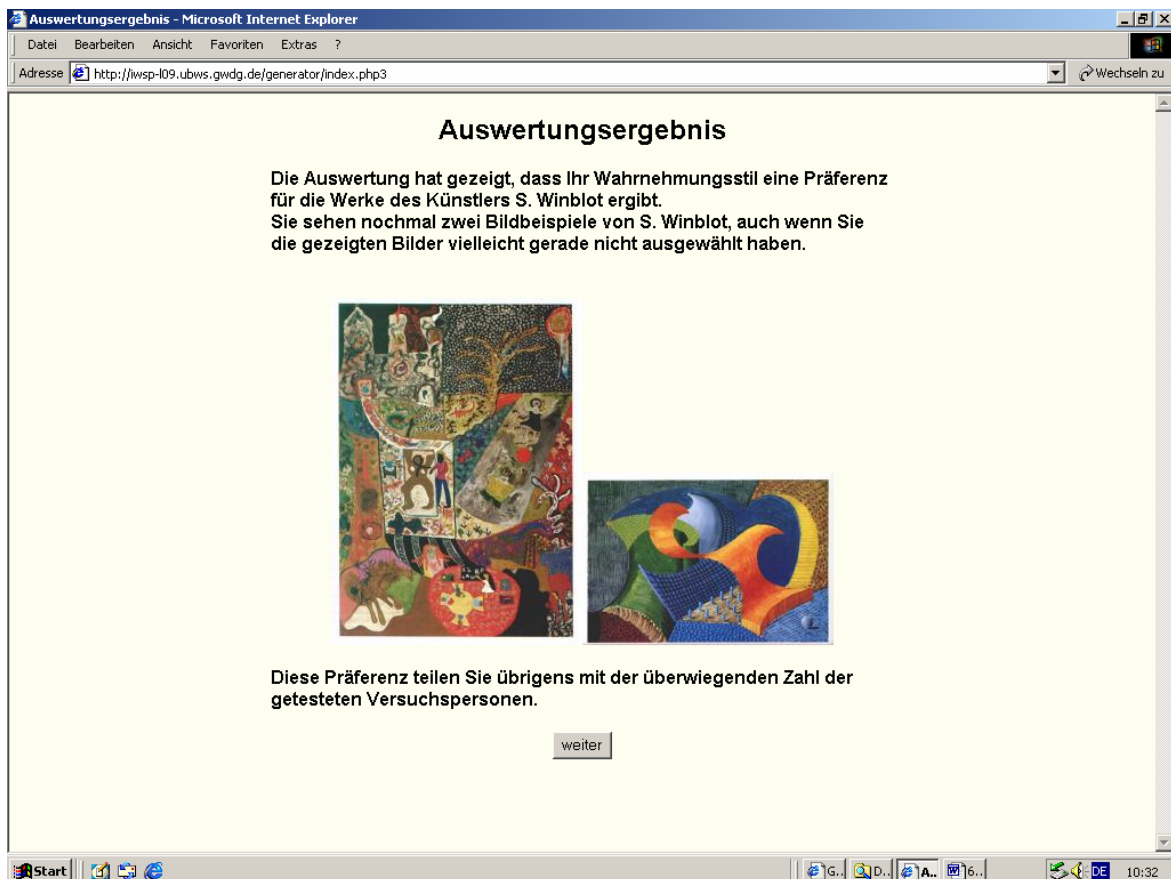 Auswertungsergebnis - Microsoft Internet Explorer
Datei Bearbeiten Ansicht Favoriten Extras ?
Adresse http://iwsp-l09.ubws.gwdg.de/generator/index.php3 Wechseln zu
Auswertungsergebnis
Die Auswertung hat gezeigt, dass Ihr Wahrnehmungsstil eine Präferenz
für die Werke des Künstlers S. Winblot ergibt.
Sie sehen nochmal zwei Bildbeispiele von S. Winblot, auch wenn Sie
die gezeigten Bilder vielleicht gerade nicht ausgewählt haben.
Diese Präferenz teilen Sie übrigens mit der überwiegenden Zahl der
getesteten Versuchspersonen.
weiter
Start G.. D.. A.. 6.. DE 10:32